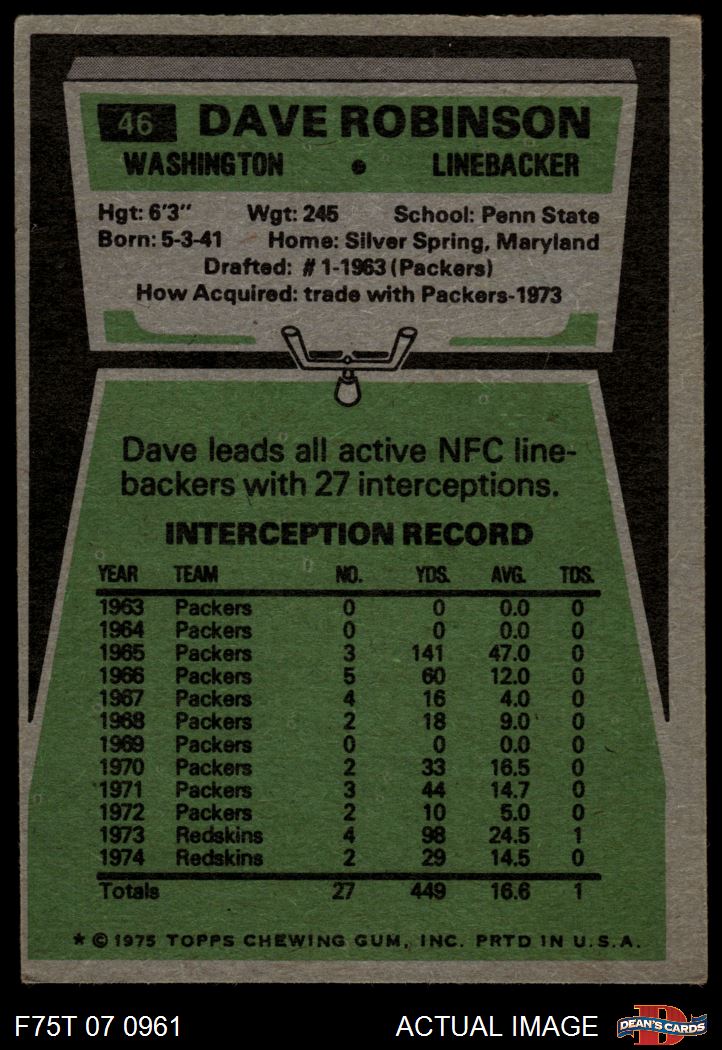 46 DAVE ROBINSON
WASHINGTON • LINEBACKER
Hgt: 6'3" Wgt: 245 School: Penn State
Born: 5-3-41 Home: Silver Spring, Maryland
Drafted: # 1-1963 (Packers)
How Acquired: trade with Packers-1973
Dave leads all active NFC line-
backers with 27 interceptions.
INTERCEPTION RECORD
YEAR TEAM NO. YDS. AVG. TDS.
1963 Packers 0 0 0.0 0
1964 Packers 0 0 0.0 0
1965 Packers 3 141 47.0 0
1966 Packers 5 60 12.0 0
1967 Packers 4 16 4.0 0
1968 Packers 2 18 9.0 0
1969 Packers 0 0 0.0 0
1970 Packers 2 33 16.5 0
1971 Packers 3 44 14.7 0
1972 Packers 2 10 5.0 0
1973 Redskins 4 98 24.5 1
1974 Redskins 2 29 14.5 0
Totals 27 449 16.6 1
* © 1975 TOPPS CHEWING GUM, INC. PRTD IN U.S.A.
F75T 07 0961 ACTUAL IMAGE D DEAN'S CARDS